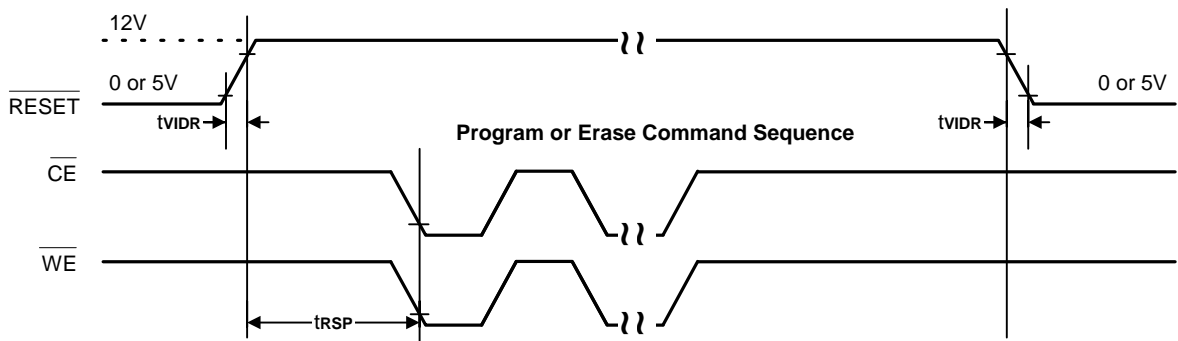 12V
0 or 5V
0 or 5V
RESET
tVIDR
tVIDR
Program or Erase Command Sequence
CE
WE
tRSP